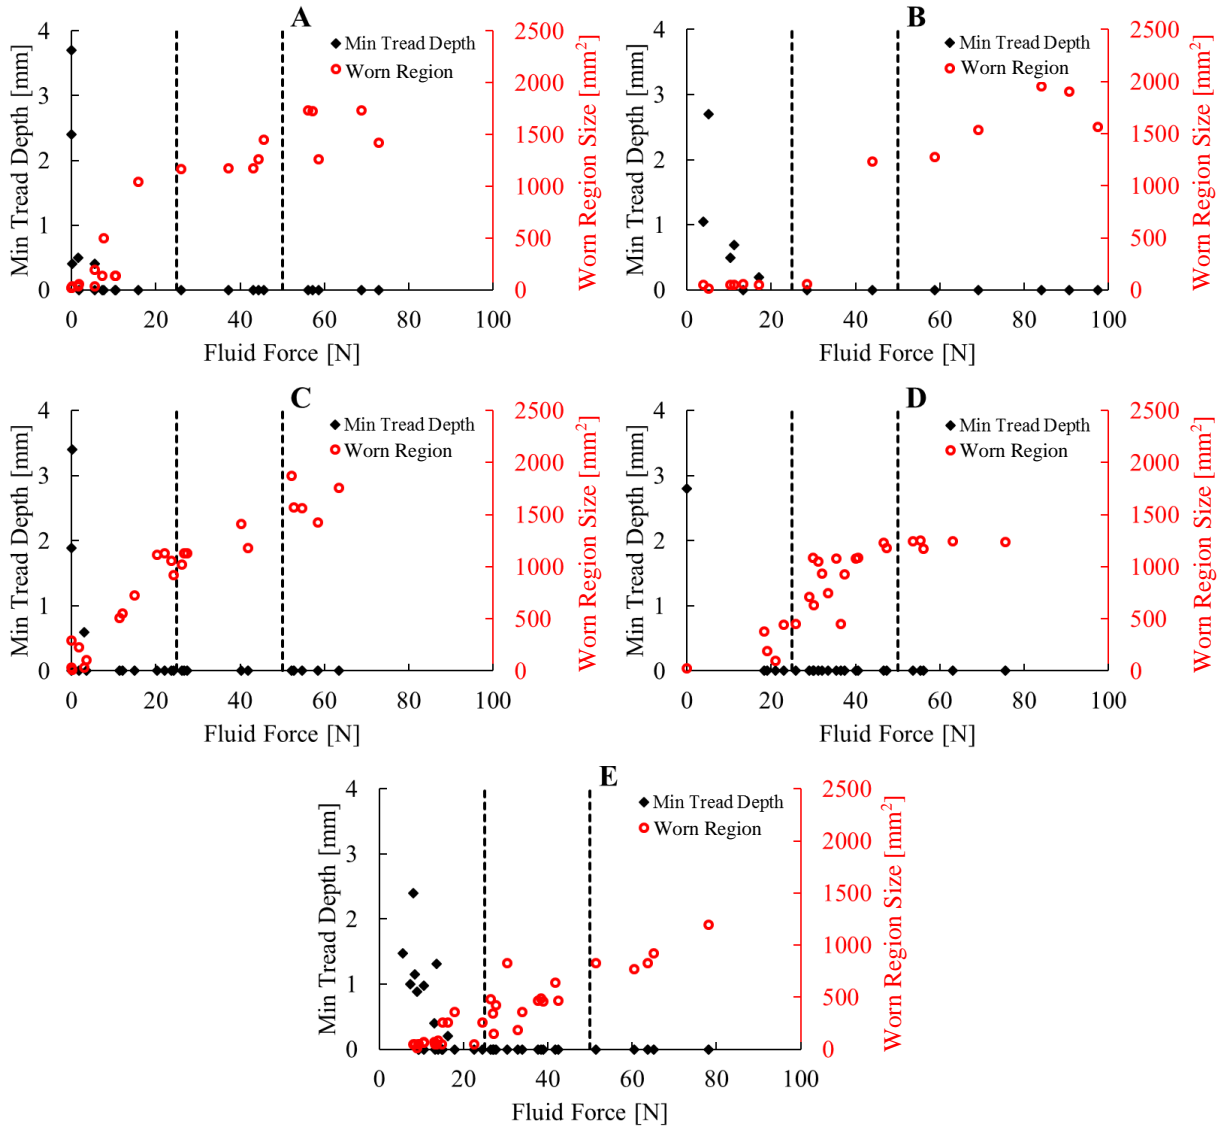 A
Min Tread Depth
Worn Region
4
3
2
1
0
Min Tread Depth [mm]
2500
2000
1500
1000
500
0
Worn Region Size [mm²]
0 20 40 60 80 100
Fluid Force [N]
B
Min Tread Depth
Worn Region
4
3
2
1
0
Min Tread Depth [mm]
2500
2000
1500
1000
500
0
Worn Region Size [mm²]
0 20 40 60 80 100
Fluid Force [N]
C
Min Tread Depth
Worn Region
4
3
2
1
0
Min Tread Depth [mm]
2500
2000
1500
1000
500
0
Worn Region Size [mm²]
0 20 40 60 80 100
Fluid Force [N]
D
Min Tread Depth
Worn Region
4
3
2
1
0
Min Tread Depth [mm]
2500
2000
1500
1000
500
0
Worn Region Size [mm²]
0 20 40 60 80 100
Fluid Force [N]
E
Min Tread Depth
Worn Region
4
3
2
1
0
Min Tread Depth [mm]
2500
2000
1500
1000
500
0
Worn Region Size [mm²]
0 20 40 60 80 100
Fluid Force [N]